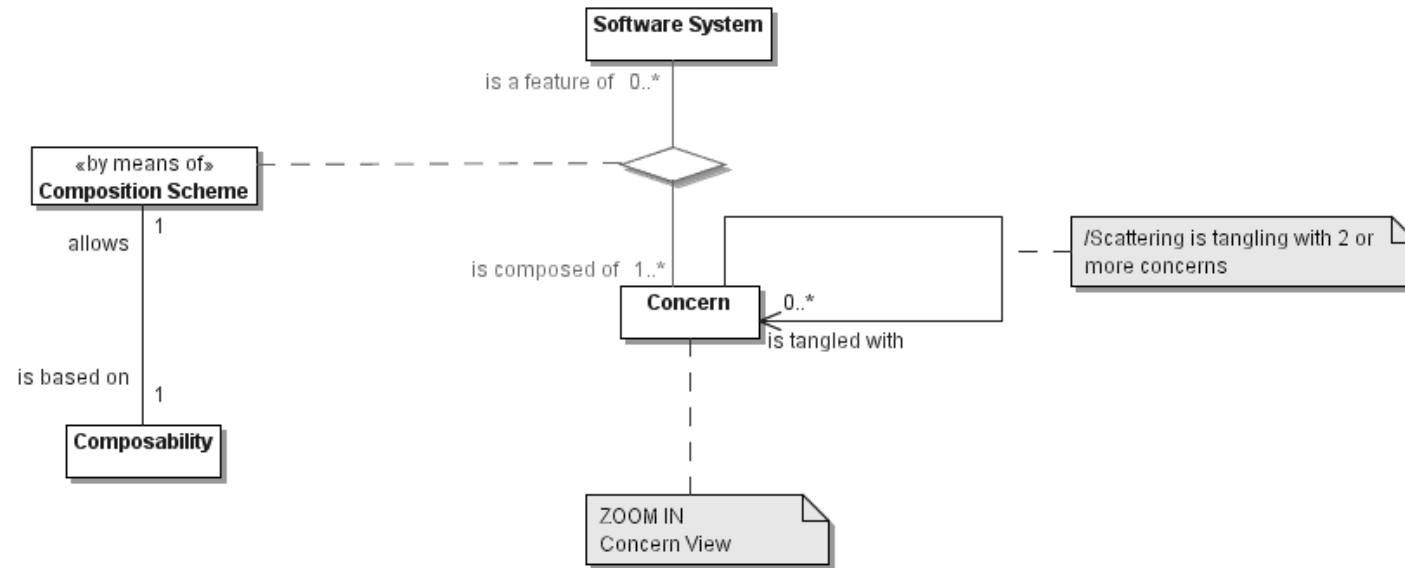 Software System
is a feature of 0..*
«by means of»
Composition Scheme
1
allows
/Scattering is tangling with 2 or
more concerns
is composed of 1..*
Concern
0..*
is tangled with
is based on
1
Composability
ZOOM IN
Concern View